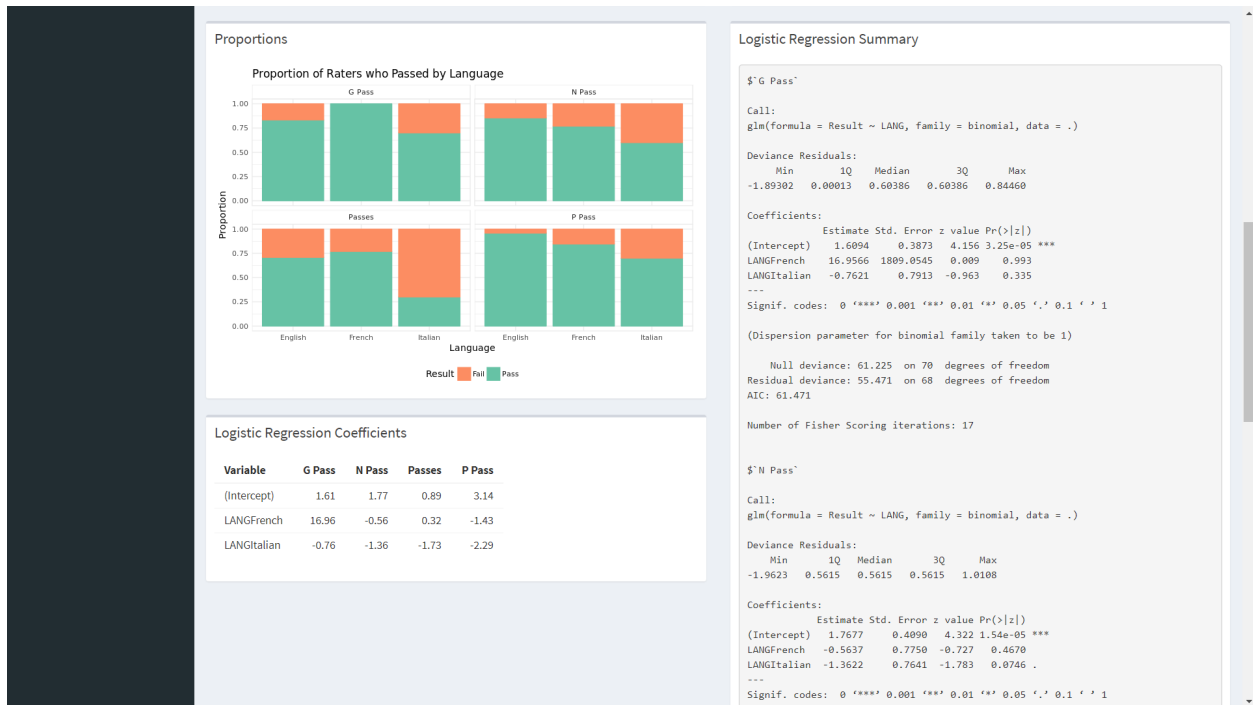 Proportions
Proportion of Raters who Passed by Language
G Pass
N Pass
1.00
0.75
0.50
0.25
0.00
Passes
P Pass
1.00
0.75
0.50
0.25
0.00
Proportion
English French Italian English French Italian
Language
Result Fail Pass
Logistic Regression Coefficients
Variable G Pass N Pass Passes P Pass
(Intercept) 1.61 1.77 0.89 3.14
LANGFrench 16.96 -0.56 0.32 -1.43
LANGItalian -0.76 -1.36 -1.73 -2.29
Logistic Regression Summary
$`G Pass`
Call:
glm(formula = Result ~ LANG, family = binomial, data = .)
Deviance Residuals:
Min 1Q Median 3Q Max
-1.89302 0.00013 0.60386 0.60386 0.84460
Coefficients:
Estimate Std. Error z value Pr(>|z|)
(Intercept) 1.6094 0.3873 4.156 3.25e-05 ***
LANGFrench 16.9566 1809.0545 0.009 0.993
LANGItalian -0.7621 0.7913 -0.963 0.335
---
Signif. codes: 0 ‘***’ 0.001 ‘**’ 0.01 ‘*’ 0.05 ‘.’ 0.1 ‘ ’ 1
(Dispersion parameter for binomial family taken to be 1)
Null deviance: 61.225 on 70 degrees of freedom
Residual deviance: 55.471 on 68 degrees of freedom
AIC: 61.471
Number of Fisher Scoring iterations: 17
$`N Pass`
Call:
glm(formula = Result ~ LANG, family = binomial, data = .)
Deviance Residuals:
Min 1Q Median 3Q Max
-1.9623 0.5615 0.5615 0.5615 1.0108
Coefficients:
Estimate Std. Error z value Pr(>|z|)
(Intercept) 1.7677 0.4090 4.322 1.54e-05 ***
LANGFrench -0.5637 0.7750 -0.727 0.4670
LANGItalian -1.3622 0.7641 -1.783 0.0746 .
---
Signif. codes: 0 ‘***’ 0.001 ‘**’ 0.01 ‘*’ 0.05 ‘.’ 0.1 ‘ ’ 1